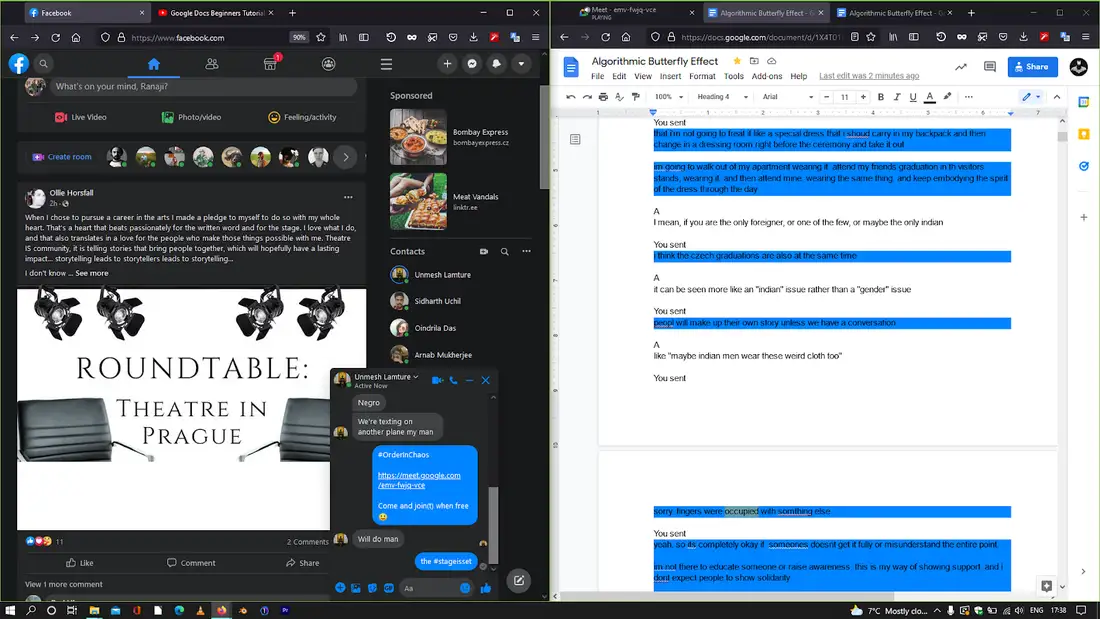 Facebook
Google Docs Beginners Tutorial
https://www.facebook.com
90%
What's on your mind, Ranaji?
Live Video
Photo/video
Feeling/activity
Create room
Ollie Horsfall
2h
When I chose to pursue a career in the arts I made a pledge to myself to do so with my whole
heart. That's a heart that beats passionately for the written word and for the stage. I love what I do,
and that also translates in a love for the people who make those things possible with me. Theatre
IS community, it is telling stories that bring people together, which will hopefully have a lasting
impact... storytelling leads to storytellers leads to storytelling...
I don't know ... See more
ROUNDTABLE:
THEATRE IN
PRAGUE
11
2 Comments
Like
Comment
Share
View 1 more comment
Sponsored
Bombay Express
bombayexpress.cz
Meat Vandals
linktr.ee
Contacts
Unmesh Lamture
Sidharth Uchil
Oindrila Das
Arnab Mukherjee
Unmesh Lamture
Active Now
Negro
We're texting on
another plane my man
#OrderInChaos
https://meet.google.com
/emv-fwjq-vce
Come and join(!!) when free
Will do man
the #stageisset
Aa
Meet - emv-fwjq-vce
PLAYING
Algorithmic Butterfly Effect
Algorithmic Butterfly Effect
https://docs.google.com/document/d/1X4T01
Algorithmic Butterfly Effect
File Edit View Insert Format Tools Add-ons Help Last edit was 2 minutes ago
Share
100% Heading 4 Arial 11 B I U A
You sent
that i'm not going to treat it like a special dress that i shoud carry in my backpack and then
change in a dressing room right before the ceremony and take it out
im going to walk out of my apartment wearing it, attend my friends graduation in th visitors
stands, wearing it, and then attend mine, wearing the same thing, and keep embodying the spirit
of the dress through the day
A
I mean, if you are the only foregner, or one of the few, or maybe the only indian
You sent
i think the czech graduations are also at the same time
A
it can be seen more like an "indian" issue rather than a "gender" issue
You sent
peopl will make up their own story unless we have a conversation
A
like "maybe indian men wear these weird cloth too"
You sent
sorry, fingers were occupied with somthing else
You sent
yeah, so its completely okay if someones doesnt get it fully or misunderstand the entire point.
im not there to educate someone or raise awareness. this is my way of showing support, and i
dont expect people to show solidarity
7°C Mostly clo...
ENG
17:38